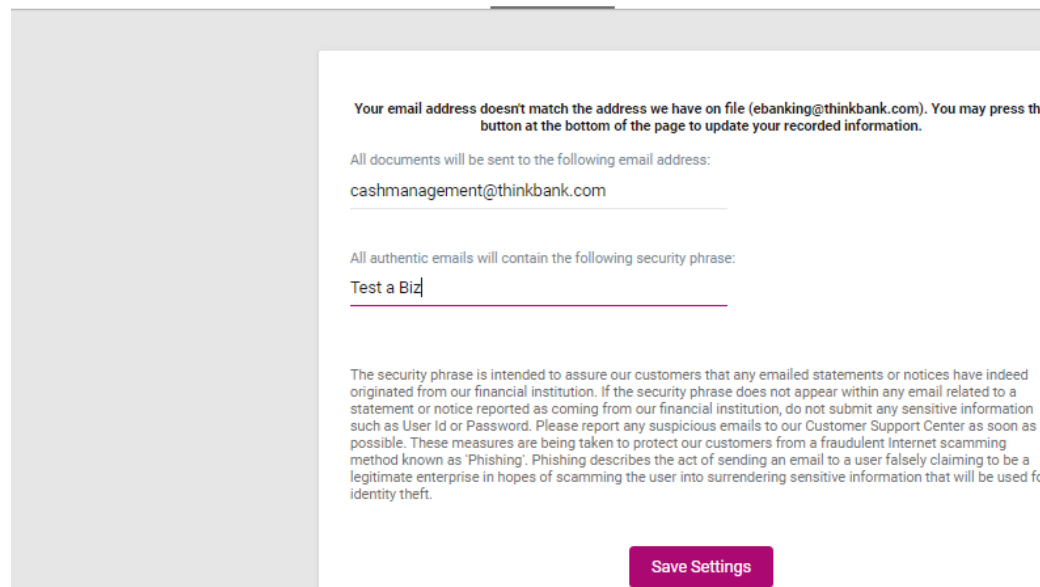 Your email address doesn't match the address we have on file (ebanking@thinkbank.com). You may press th
button at the bottom of the page to update your recorded information.
All documents will be sent to the following email address:
cashmanagement@thinkbank.com
All authentic emails will contain the following security phrase:
Test a Biz
The security phrase is intended to assure our customers that any emailed statements or notices have indeed
originated from our financial institution. If the security phrase does not appear within any email related to a
statement or notice reported as coming from our financial institution, do not submit any sensitive information
such as User Id or Password. Please report any suspicious emails to our Customer Support Center as soon as
possible. These measures are being taken to protect our customers from a fraudulent Internet scamming
method known as 'Phishing'. Phishing describes the act of sending an email to a user falsely claiming to be a
legitimate enterprise in hopes of scamming the user into surrendering sensitive information that will be used fo
identity theft.
Save Settings